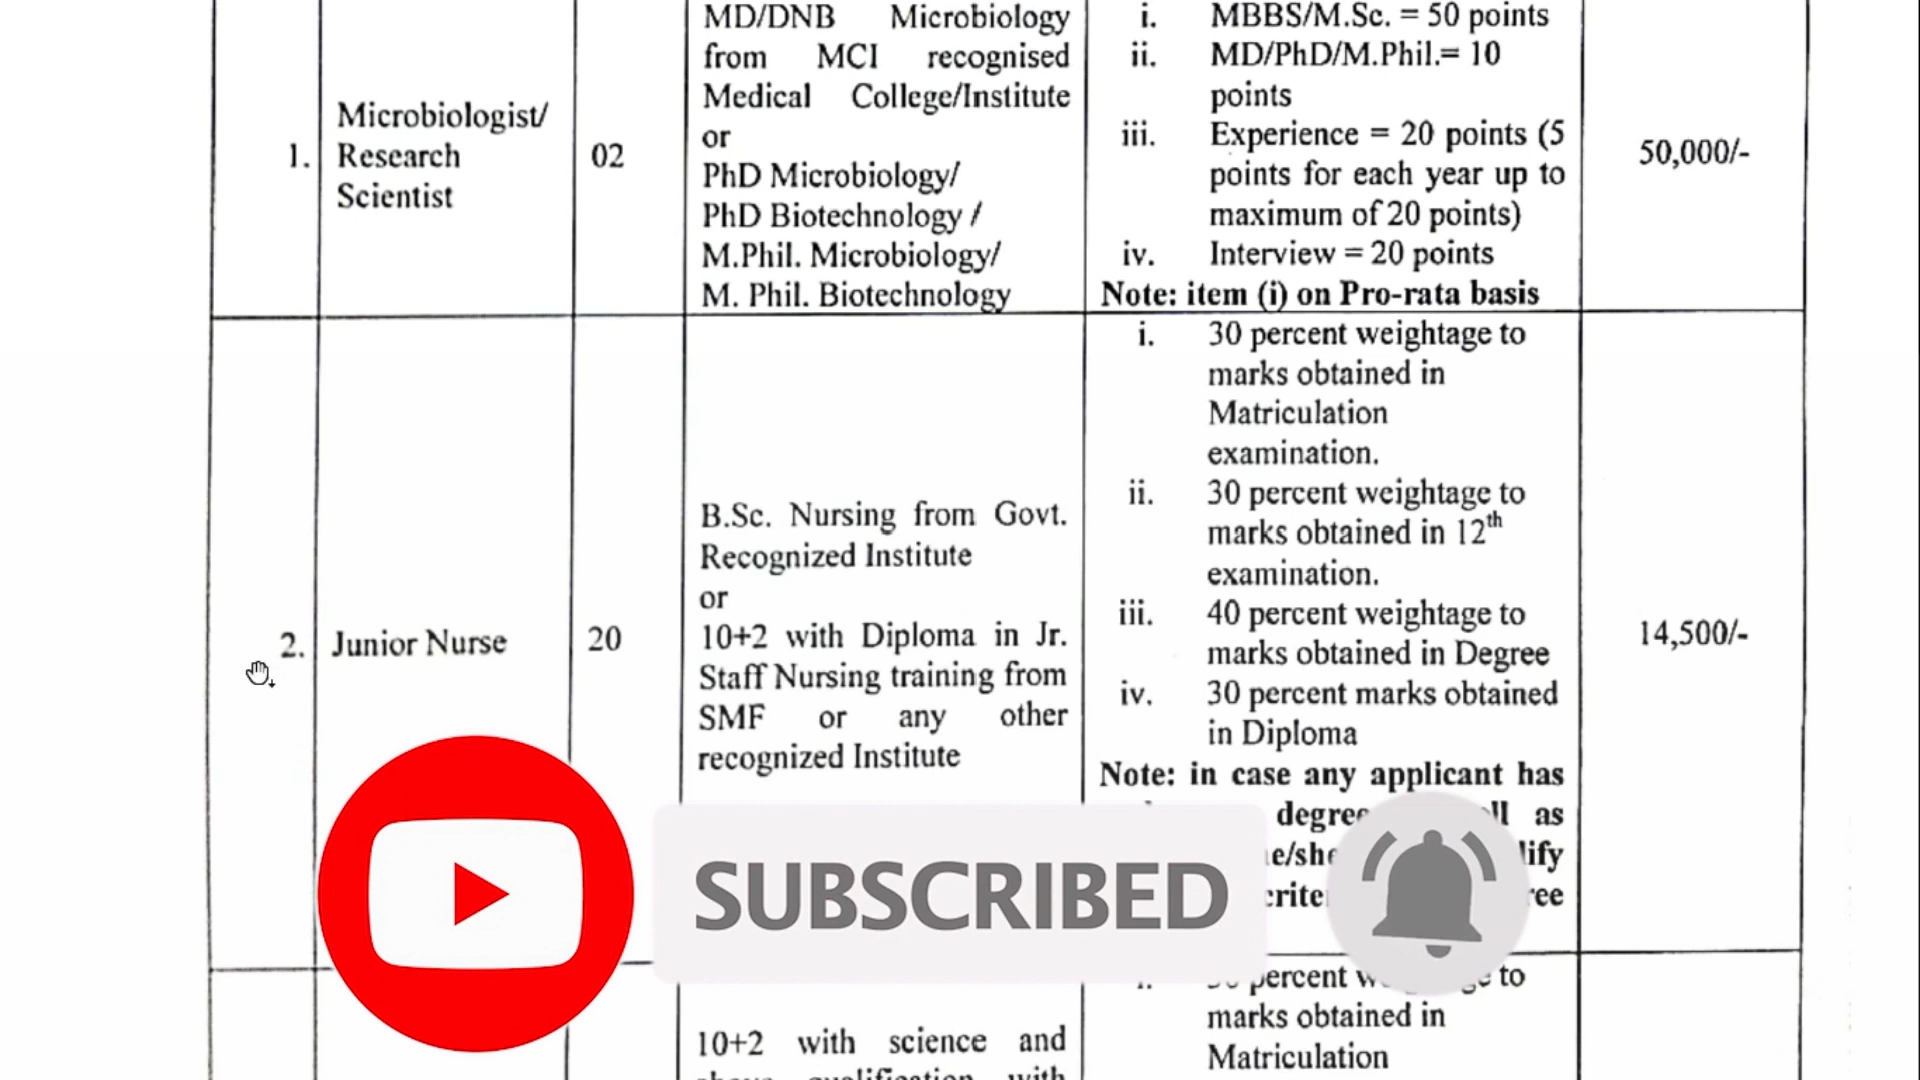 1.
Microbiologist/
Research
Scientist
02
MD/DNB Microbiology
from MCI recognised
Medical College/Institute
or
PhD Microbiology/
PhD Biotechnology /
M.Phil. Microbiology/
M. Phil. Biotechnology
i. MBBS/M.Sc. = 50 points
ii. MD/PhD/M.Phil.= 10
points
iii. Experience = 20 points (5
points for each year up to
maximum of 20 points)
iv. Interview = 20 points
Note: item (i) on Pro-rata basis
50,000/-
2.
Junior Nurse
20
B.Sc. Nursing from Govt.
Recognized Institute
or
10+2 with Diploma in Jr.
Staff Nursing training from
SMF or any other
recognized Institute
i. 30 percent weightage to
marks obtained in
Matriculation
examination.
ii. 30 percent weightage to
marks obtained in 12th
examination.
iii. 40 percent weightage to
marks obtained in Degree
iv. 30 percent marks obtained
in Diploma
Note: in case any applicant has
as
14,500/-
SUBSCRIBED
10+2 with science and
qualification with
percent to
marks obtained in
Matriculation